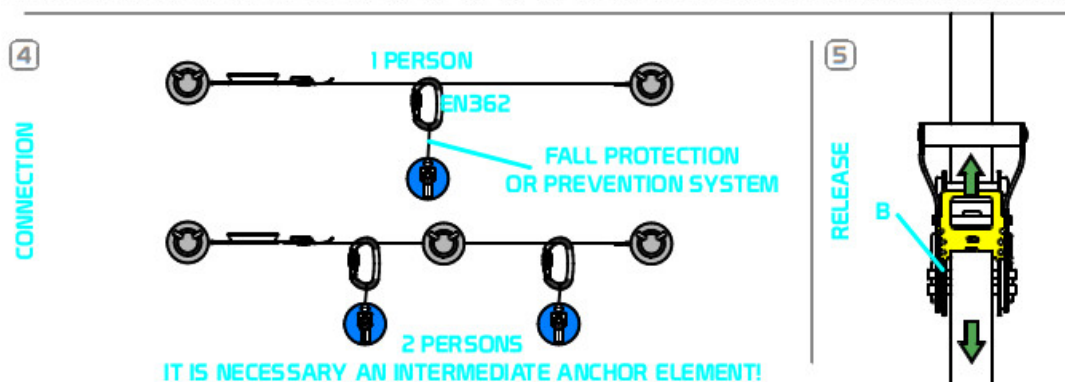 4
CONNECTION
1 PERSON
EN362
FALL PROTECTION
OR PREVENTION SYSTEM
2 PERSONS
IT IS NECESSARY AN INTERMEDIATE ANCHOR ELEMENT!
5
RELEASE
B